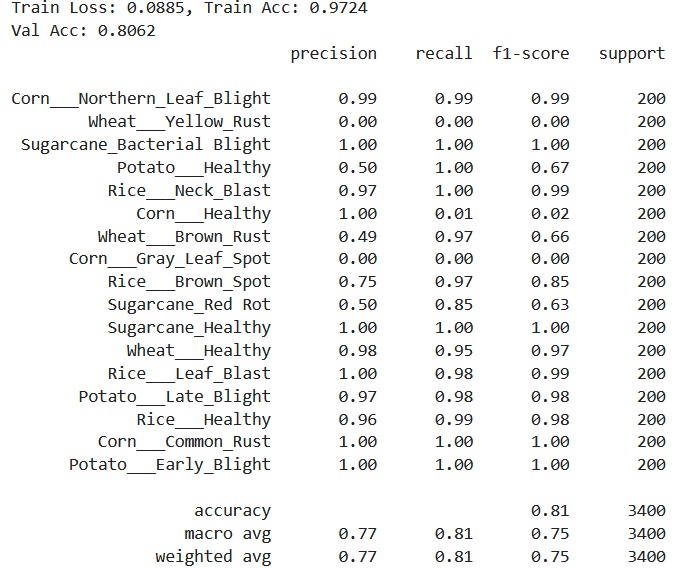 Train Loss: 0.0885, Train Acc: 0.9724
Val Acc: 0.8062
precision recall f1-score support
Corn___Northern_Leaf_Blight 0.99 0.99 0.99 200
Wheat___Yellow_Rust 0.00 0.00 0.00 200
Sugarcane_Bacterial Blight 1.00 1.00 1.00 200
Potato___Healthy 0.50 1.00 0.67 200
Rice___Neck_Blast 0.97 1.00 0.99 200
Corn___Healthy 1.00 0.01 0.02 200
Wheat___Brown_Rust 0.49 0.97 0.66 200
Corn___Gray_Leaf_Spot 0.00 0.00 0.00 200
Rice___Brown_Spot 0.75 0.97 0.85 200
Sugarcane_Red Rot 0.50 0.85 0.63 200
Sugarcane_Healthy 1.00 1.00 1.00 200
Wheat___Healthy 0.98 0.95 0.97 200
Rice___Leaf_Blast 1.00 0.98 0.99 200
Potato___Late_Blight 0.97 0.98 0.98 200
Rice___Healthy 0.96 0.99 0.98 200
Corn___Common_Rust 1.00 1.00 1.00 200
Potato___Early_Blight 1.00 1.00 1.00 200
accuracy 0.81 3400
macro avg 0.77 0.81 0.75 3400
weighted avg 0.77 0.81 0.75 3400